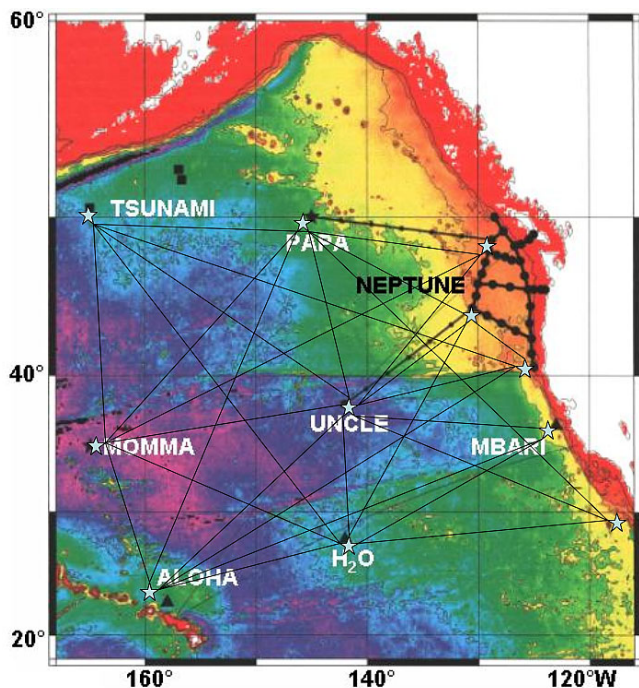 60°
TSUNAMI
PAPA
NEPTUNE
40°
UNCLE
MOMMA
MBARI
H₂O
ALOHA
20°
160°
140°
120°W